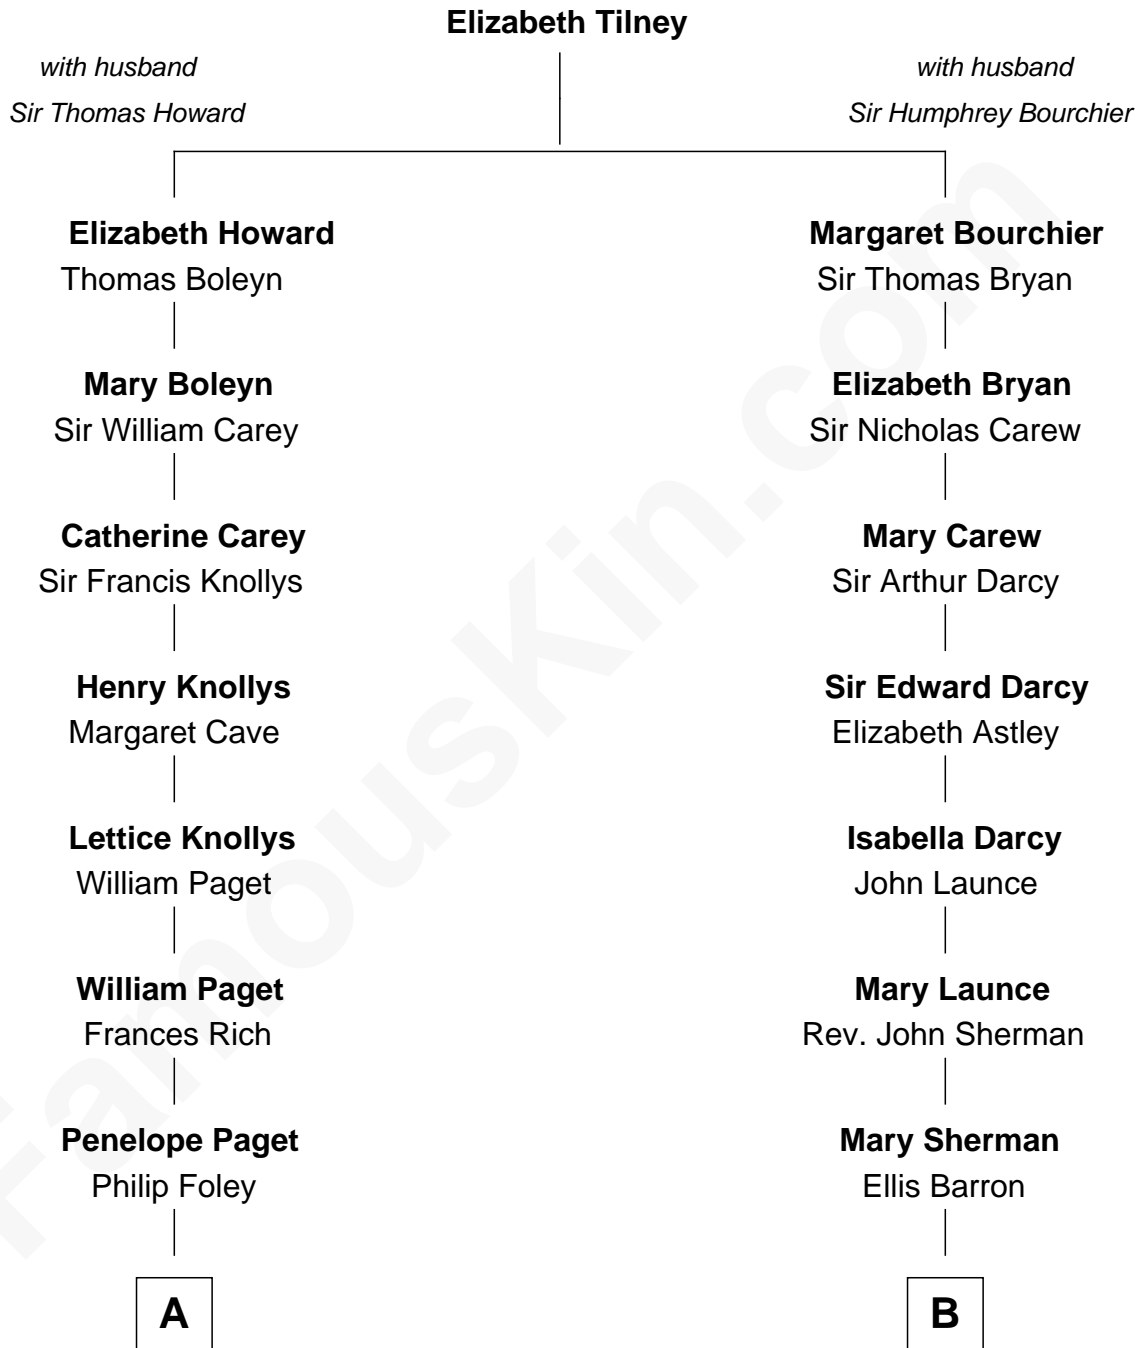 Elizabeth Tilney
with husband
Sir Thomas Howard
with husband
Sir Humphrey Bourchier
Elizabeth Howard
Thomas Boleyn
Margaret Bourchier
Sir Thomas Bryan
Mary Boleyn
Sir William Carey
Elizabeth Bryan
Sir Nicholas Carew
Catherine Carey
Sir Francis Knollys
Mary Carew
Sir Arthur Darcy
Henry Knollys
Margaret Cave
Sir Edward Darcy
Elizabeth Astley
Lettice Knollys
William Paget
Isabella Darcy
John Launce
William Paget
Frances Rich
Mary Launce
Rev. John Sherman
Penelope Paget
Philip Foley
Mary Sherman
Ellis Barron
A
B
FamousKin.com